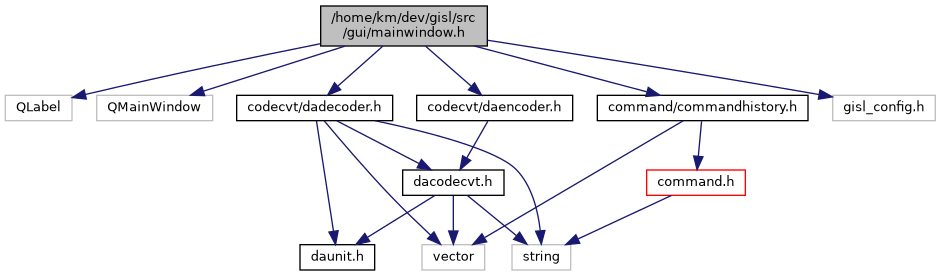 /home/km/dev/gisl/src
/gui/mainwindow.h
QLabel
QMainWindow
codecvt/dadecoder.h
codecvt/daencoder.h
command/commandhistory.h
gisl_config.h
dacodecvt.h
command.h
daunit.h
vector
string